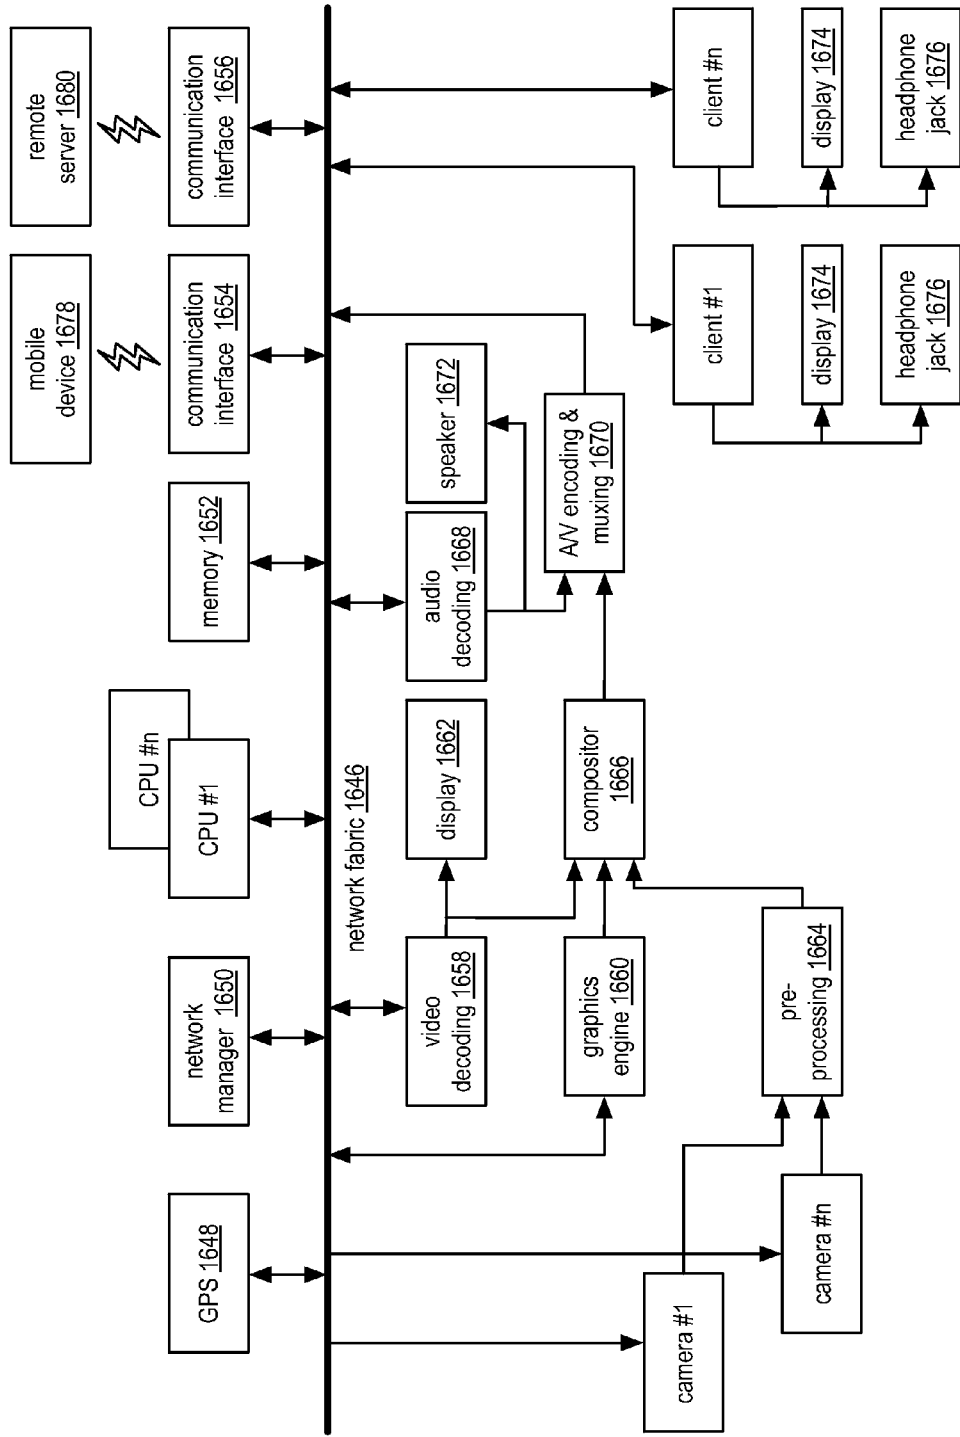 remote
server 1680
mobile
device 1678
communication
interface 1656
communication
interface 1654
memory 1652
CPU #n
CPU #1
network
manager 1650
GPS 1648
network fabric 1646
speaker 1672
audio
decoding 1668
display 1662
video
decoding 1658
A/V encoding &
muxing 1670
compositor
1666
graphics
engine 1660
pre-
processing 1664
camera #1
camera #n
client #1
display 1674
headphone
jack 1676
client #n
display 1674
headphone
jack 1676